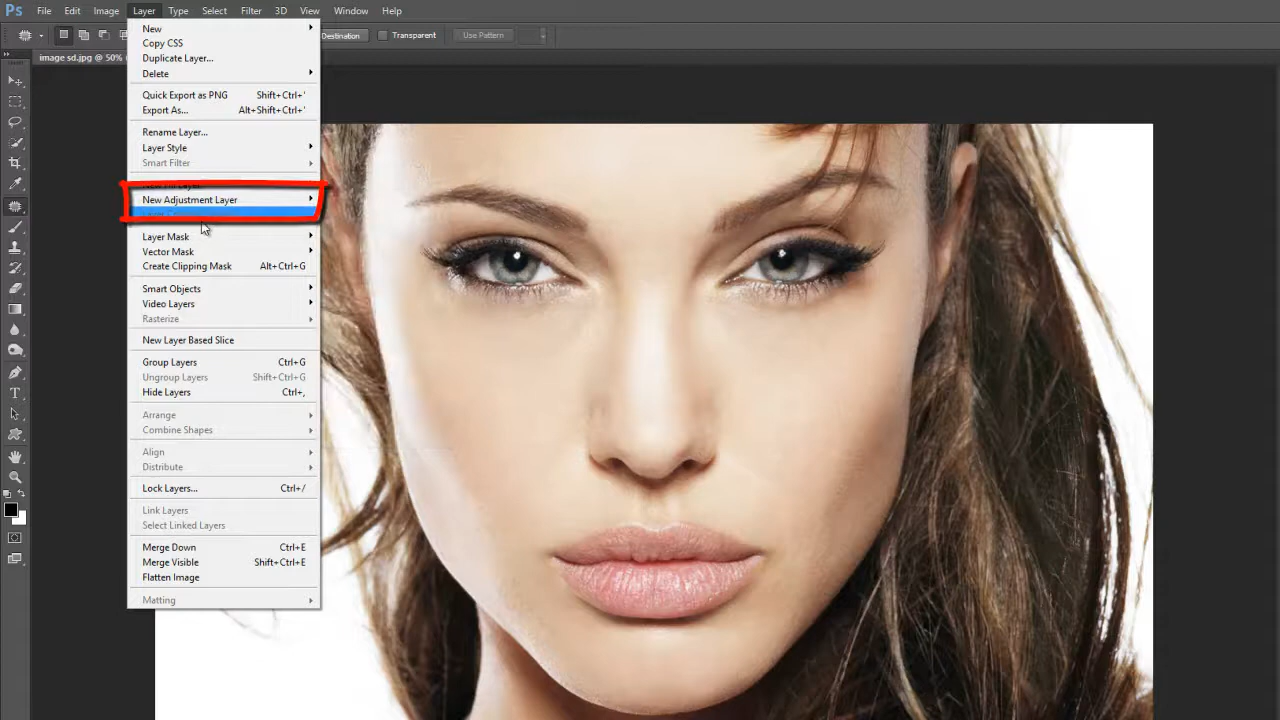 Ps File Edit Image Layer Type Select Filter 3D View Window Help
Destination Transparent Use Pattern
image sd.jpg @ 50%
New
Copy CSS
Duplicate Layer...
Delete
Quick Export as PNG Shift+Ctrl+'
Export As... Alt+Shift+Ctrl+'
Rename Layer...
Layer Style
Smart Filter
New Fill Layer
New Adjustment Layer
Layer Mask
Vector Mask
Create Clipping Mask Alt+Ctrl+G
Smart Objects
Video Layers
Rasterize
New Layer Based Slice
Group Layers Ctrl+G
Ungroup Layers Shift+Ctrl+G
Hide Layers Ctrl+,
Arrange
Combine Shapes
Align
Distribute
Lock Layers... Ctrl+/
Link Layers
Select Linked Layers
Merge Down Ctrl+E
Merge Visible Shift+Ctrl+E
Flatten Image
Matting